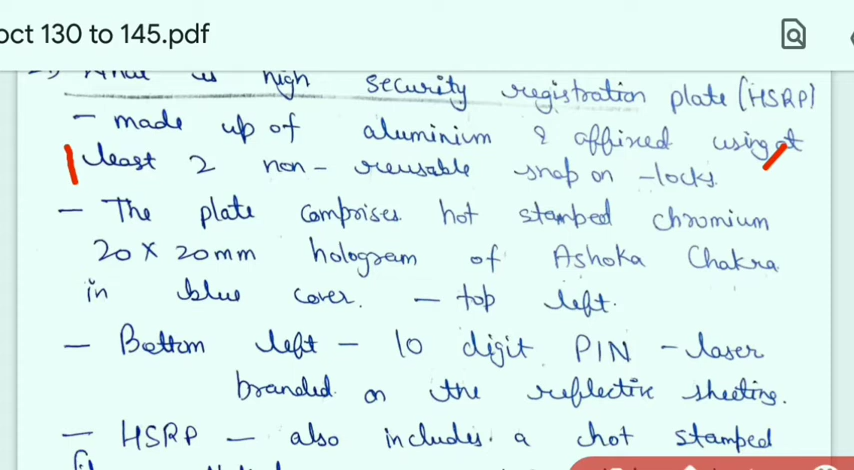 oct 130 to 145.pdf
What is high security registration plate (HSRP)
- made up of aluminium & affixed using at
least 2 non - reusable snap on - locks.
- The plate comprises hot stamped chromium
20 x 20mm hologram of Ashoka Chakra
in blue cover. - top left.
- Bottom left - 10 digit PIN - laser
branded on the reflective sheeting.
- HSRP - also includes a hot stamped